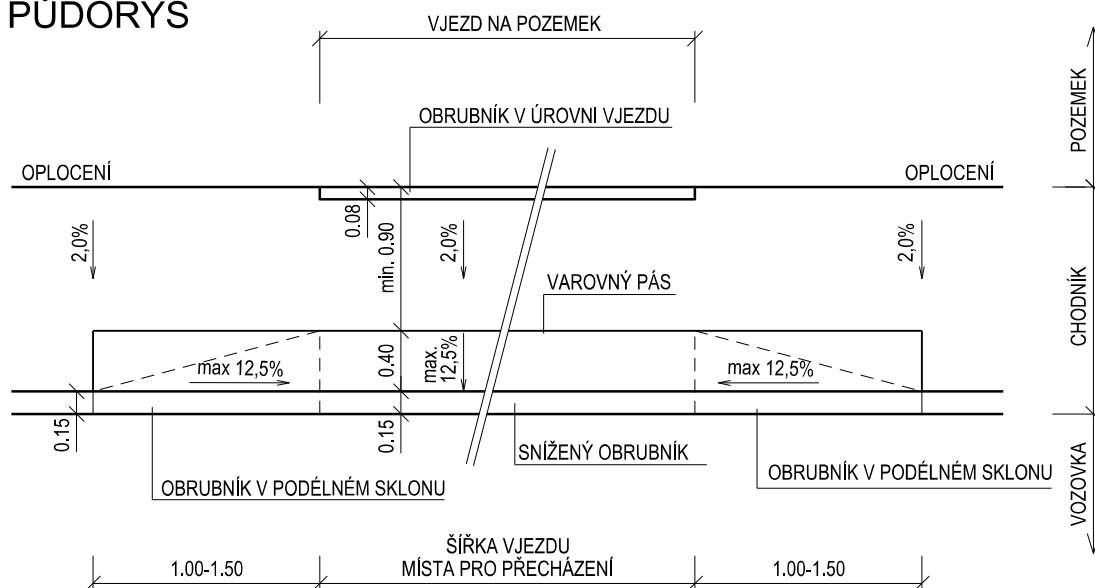 PŮDORYS
VJEZD NA POZEMEK
OBRUBNÍK V ÚROVNI VJEZDU
POZEMEK
OPLOCENÍ
OPLOCENÍ
0.08
min. 0.90
2,0%
2,0%
2,0%
VAROVNÝ PÁS
CHODNÍK
max 12,5%
0.40
max.
12,5%
max 12,5%
0.15
0.15
SNÍŽENÝ OBRUBNÍK
OBRUBNÍK V PODÉLNÉM SKLONU
OBRUBNÍK V PODÉLNÉM SKLONU
VOZOVKA
1.00-1.50
ŠÍŘKA VJEZDU
MÍSTA PRO PŘECHÁZENÍ
1.00-1.50